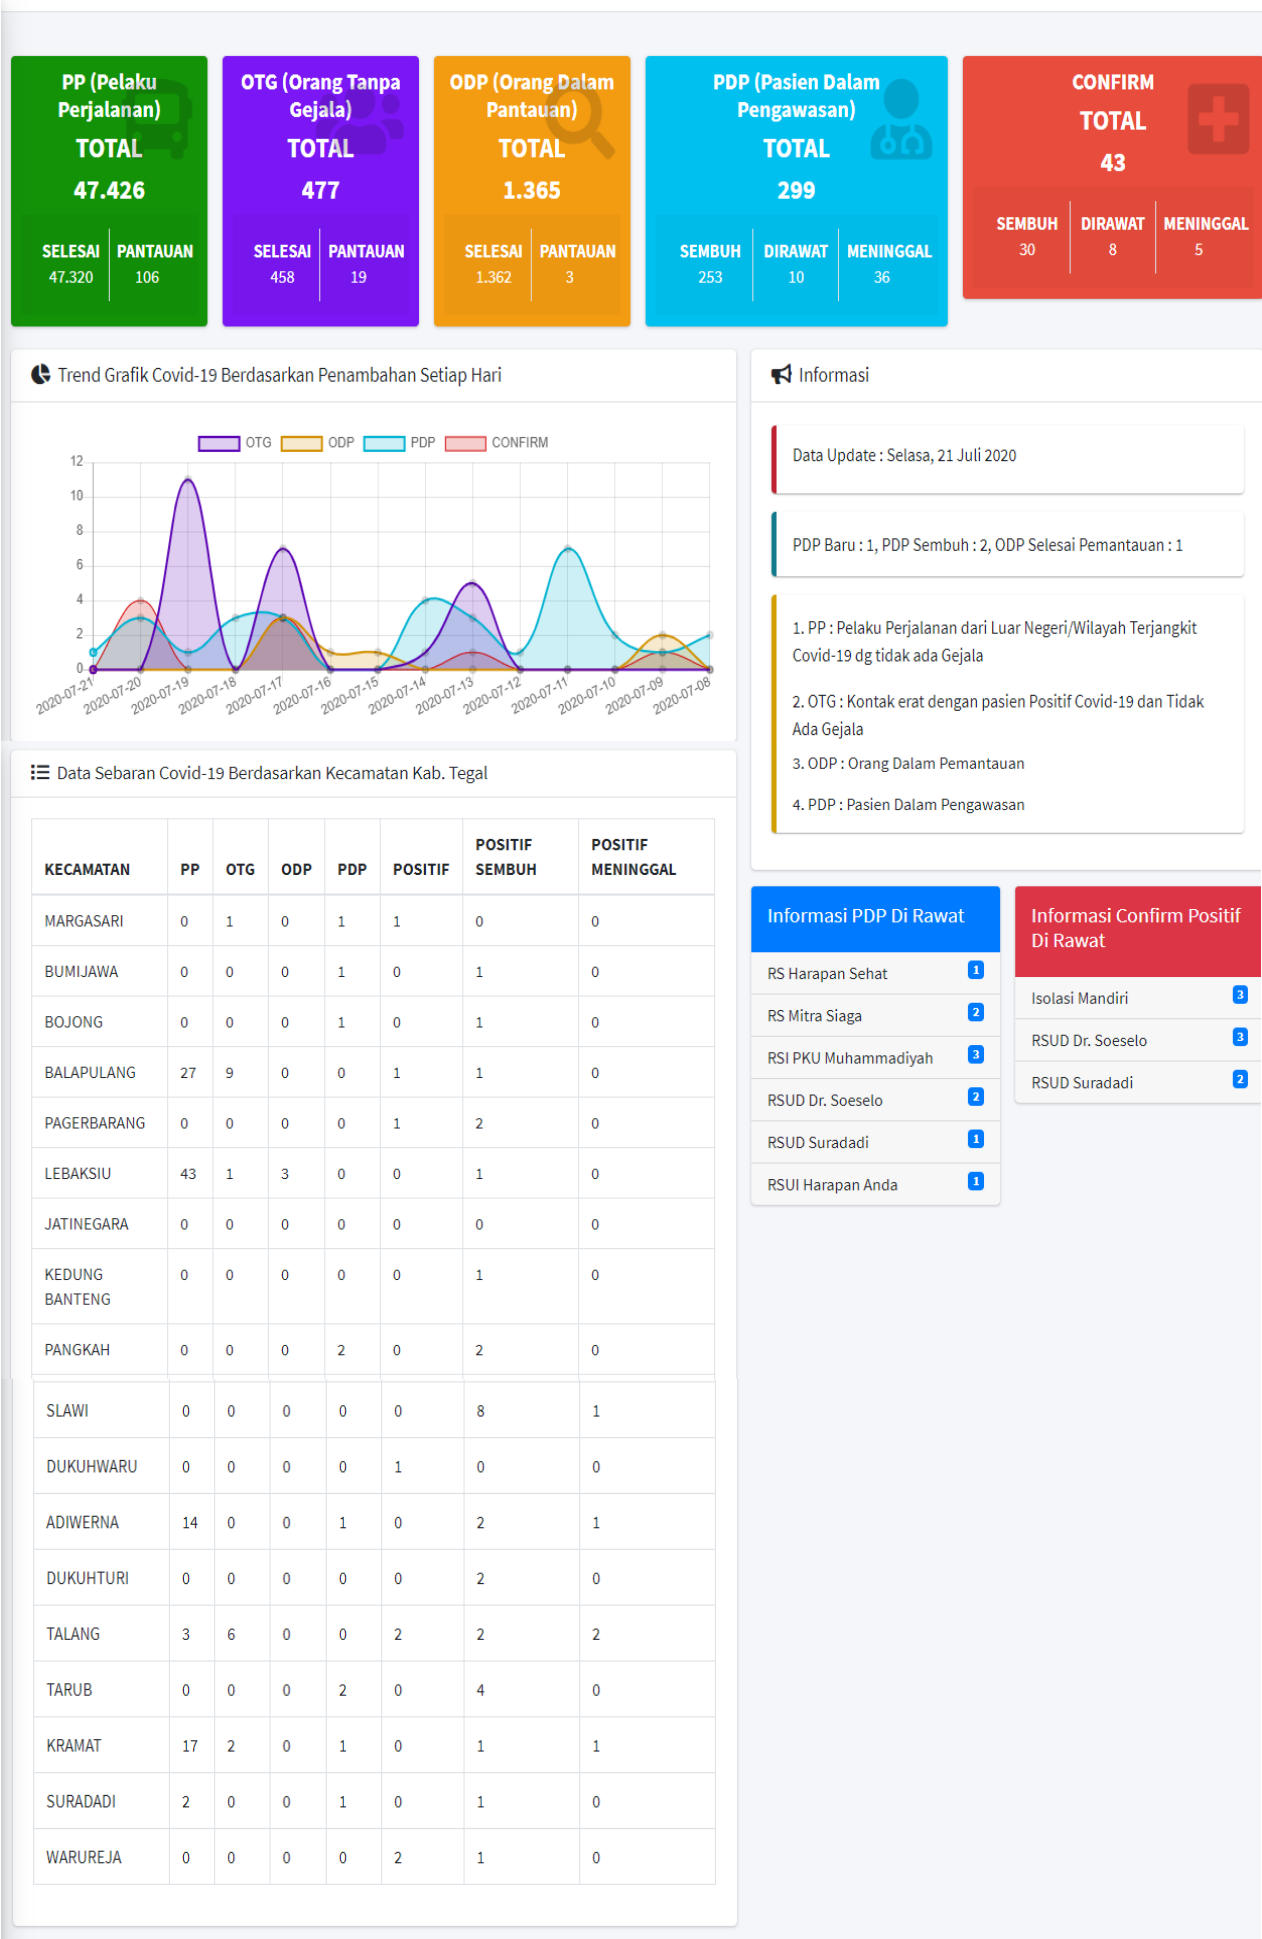 PP (Pelaku
Perjalanan)
TOTAL
47.426
SELESAI PANTAUAN
47.320 106
OTG (Orang Tanpa
Gejala)
TOTAL
477
SELESAI PANTAUAN
458 19
ODP (Orang Dalam
Pantauan)
TOTAL
1.365
SELESAI PANTAUAN
1.362 3
PDP (Pasien Dalam
Pengawasan)
TOTAL
299
SEMBUH DIRAWAT MENINGGAL
253 10 36
CONFIRM
TOTAL
43
SEMBUH DIRAWAT MENINGGAL
30 8 5
Trend Grafik Covid-19 Berdasarkan Penambahan Setiap Hari
OTG ODP PDP CONFIRM
12
10
8
6
4
2
0
2020-07-21 2020-07-20 2020-07-19 2020-07-18 2020-07-17 2020-07-16 2020-07-15 2020-07-14 2020-07-13 2020-07-12 2020-07-11 2020-07-10 2020-07-09 2020-07-08
Informasi
Data Update : Selasa, 21 Juli 2020
PDP Baru : 1, PDP Sembuh : 2, ODP Selesai Pemantauan : 1
1. PP : Pelaku Perjalanan dari Luar Negeri/Wilayah Terjangkit
Covid-19 dg tidak ada Gejala
2. OTG : Kontak erat dengan pasien Positif Covid-19 dan Tidak
Ada Gejala
3. ODP : Orang Dalam Pemantauan
4. PDP : Pasien Dalam Pengawasan
Data Sebaran Covid-19 Berdasarkan Kecamatan Kab. Tegal
KECAMATAN PP OTG ODP PDP POSITIF POSITIF SEMBUH POSITIF MENINGGAL
MARGASARI 0 1 0 1 1 0 0
BUMIJAWA 0 0 0 1 0 1 0
BOJONG 0 0 0 1 0 1 0
BALAPULANG 27 9 0 0 1 1 0
PAGERBARANG 0 0 0 0 1 2 0
LEBAKSIU 43 1 3 0 0 1 0
JATINEGARA 0 0 0 0 0 0 0
KEDUNG BANTENG 0 0 0 0 0 1 0
PANGKAH 0 0 0 2 0 2 0
SLAWI 0 0 0 0 0 8 1
DUKUHWARU 0 0 0 0 1 0 0
ADIWERNA 14 0 0 1 0 2 1
DUKUHTURI 0 0 0 0 0 2 0
TALANG 3 6 0 0 2 2 2
TARUB 0 0 0 2 0 4 0
KRAMAT 17 2 0 1 0 1 1
SURADADI 2 0 0 1 0 1 0
WARUREJA 0 0 0 0 2 1 0
Informasi PDP Di Rawat
RS Harapan Sehat 1
RS Mitra Siaga 2
RSI PKU Muhammadiyah 3
RSUD Dr. Soeselo 2
RSUD Suradadi 1
RSUI Harapan Anda 1
Informasi Confirm Positif
Di Rawat
Isolasi Mandiri 3
RSUD Dr. Soeselo 3
RSUD Suradadi 2